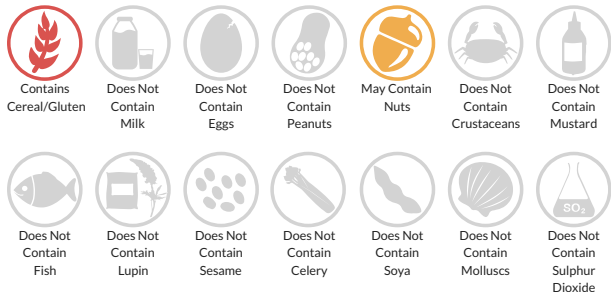 Contains
Cereal/Gluten
Does Not
Contain
Milk
Does Not
Contain
Eggs
Does Not
Contain
Peanuts
May Contain
Nuts
Does Not
Contain
Crustaceans
Does Not
Contain
Mustard
SO2
Does Not
Contain
Fish
Does Not
Contain
Lupin
Does Not
Contain
Sesame
Does Not
Contain
Celery
Does Not
Contain
Soya
Does Not
Contain
Molluscs
Does Not
Contain
Sulphur
Dioxide